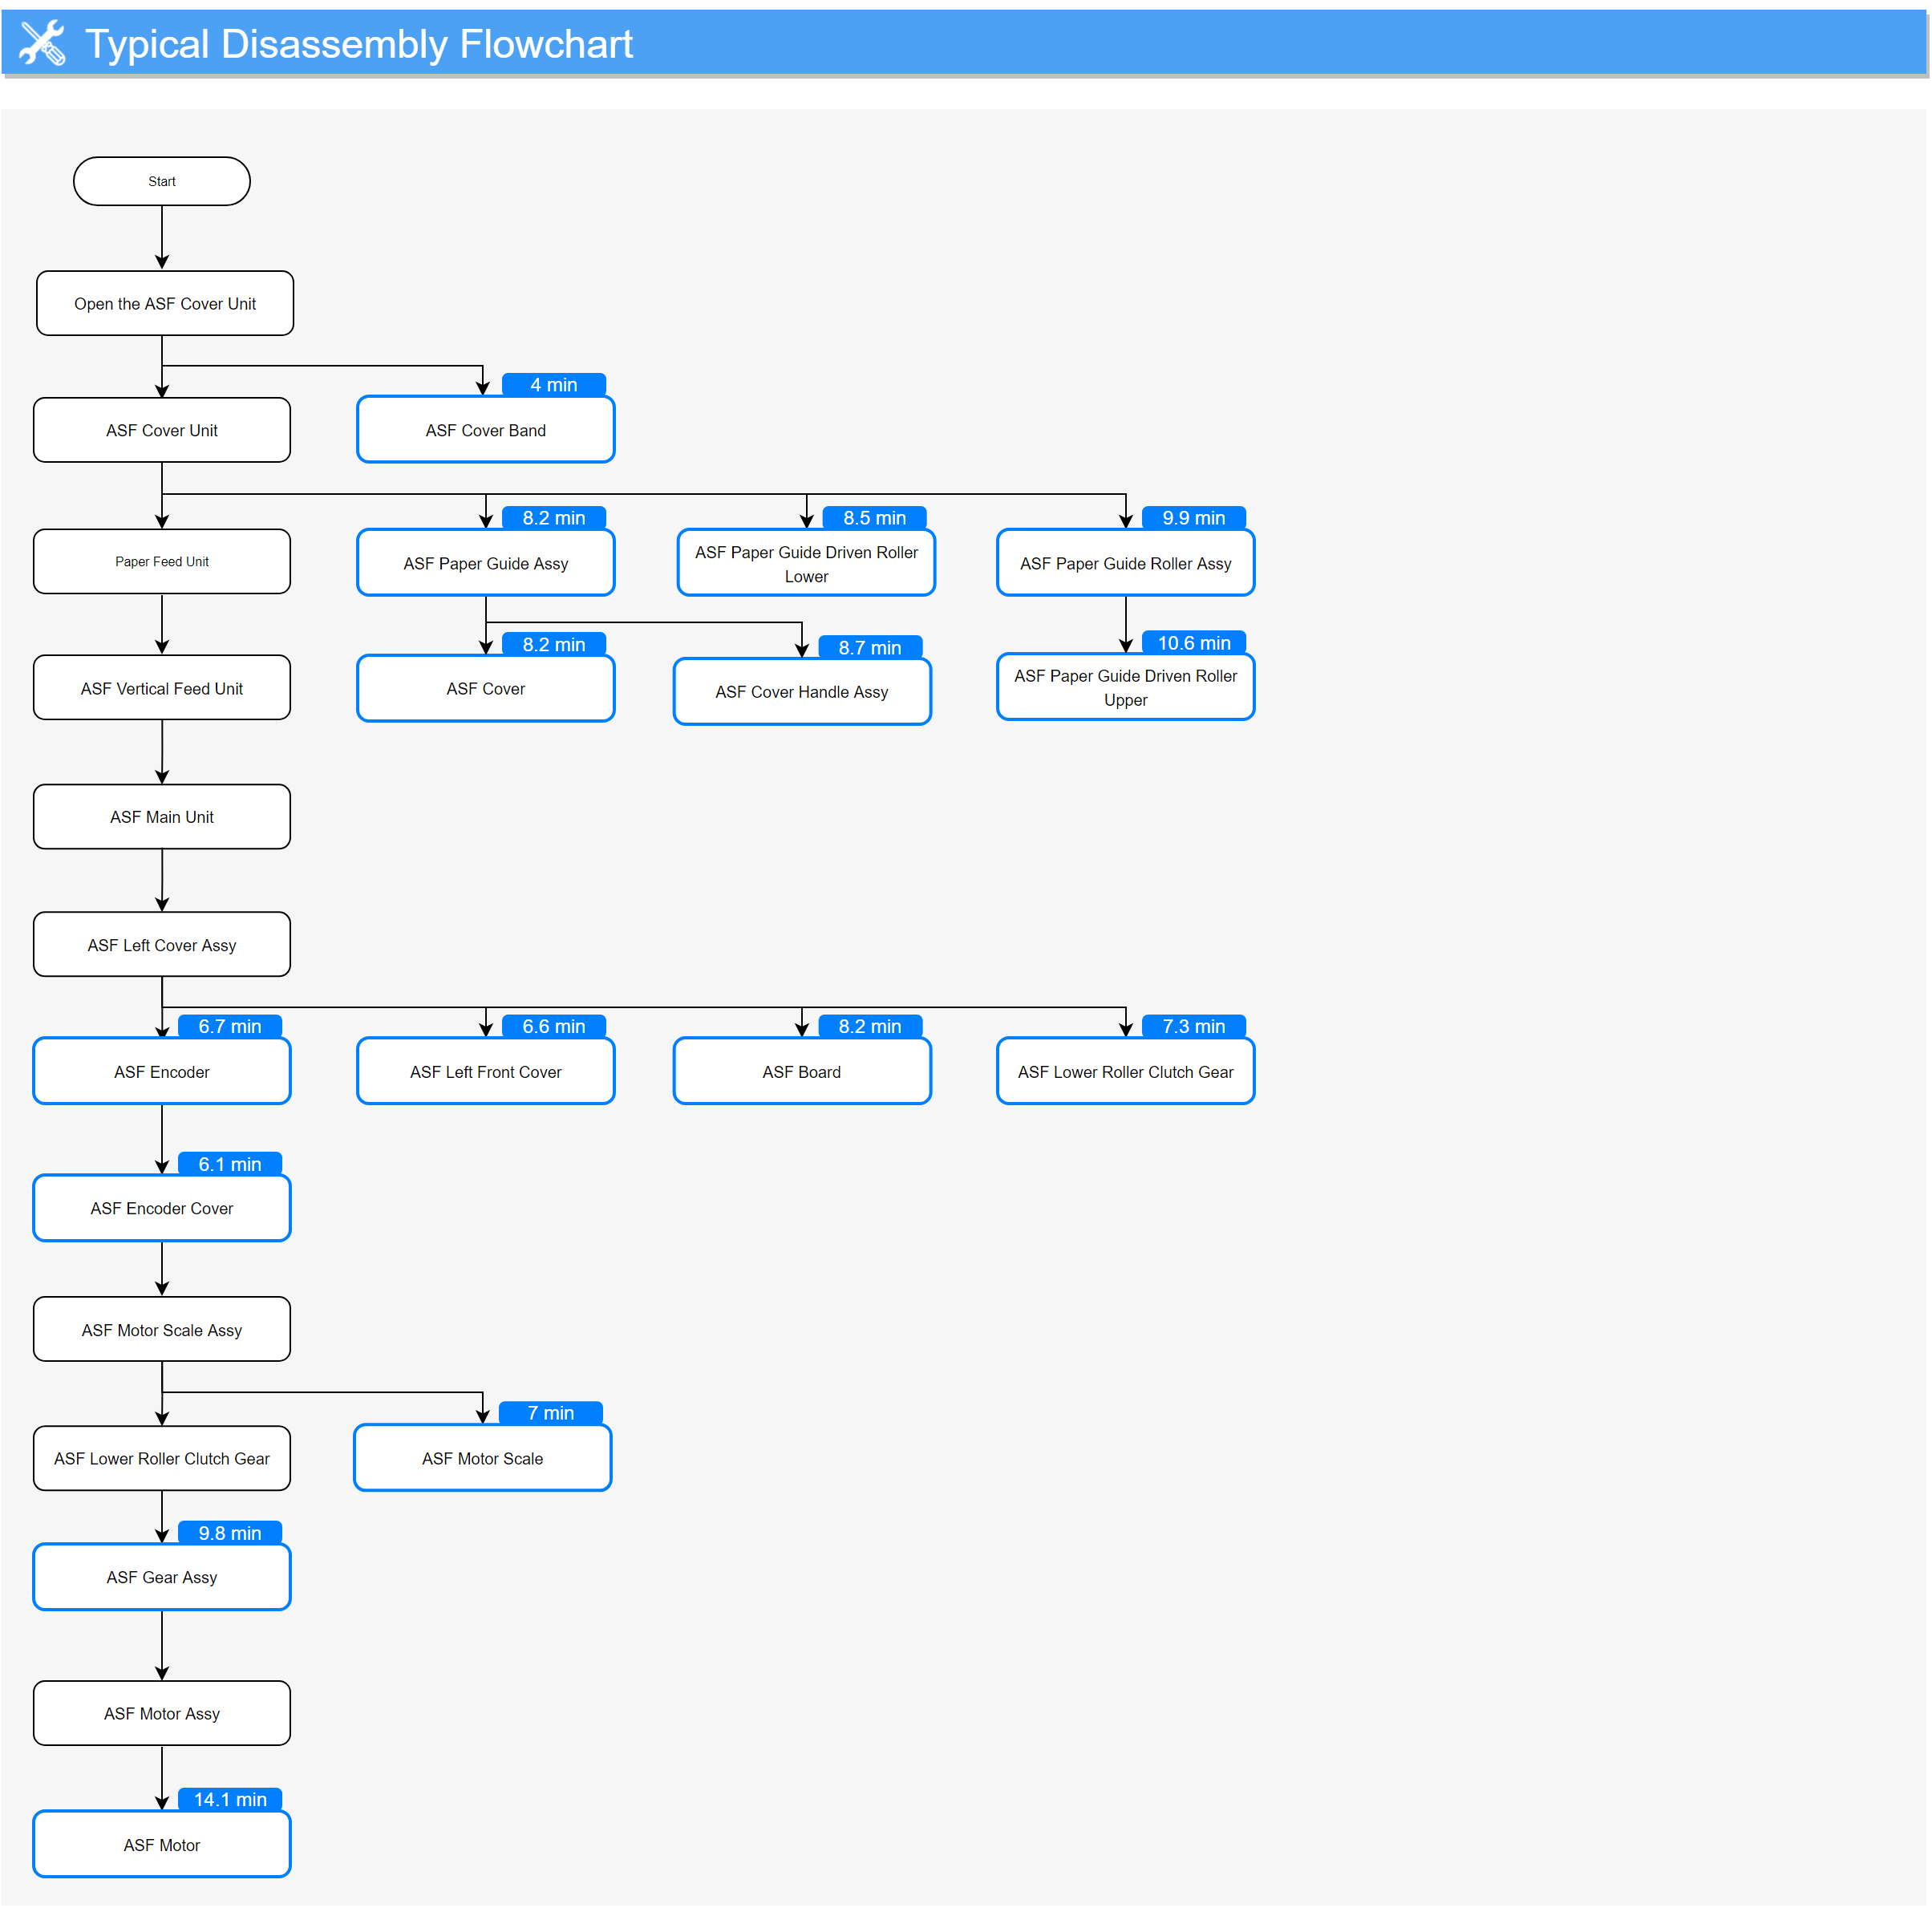 Typical Disassembly Flowchart
Start
Open the ASF Cover Unit
4 min
ASF Cover Unit
ASF Cover Band
8.2 min
8.5 min
9.9 min
Paper Feed Unit
ASF Paper Guide Assy
ASF Paper Guide Driven Roller
Lower
ASF Paper Guide Roller Assy
8.2 min
8.7 min
10.6 min
ASF Vertical Feed Unit
ASF Cover
ASF Cover Handle Assy
ASF Paper Guide Driven Roller
Upper
ASF Main Unit
ASF Left Cover Assy
6.7 min
6.6 min
8.2 min
7.3 min
ASF Encoder
ASF Left Front Cover
ASF Board
ASF Lower Roller Clutch Gear
6.1 min
ASF Encoder Cover
ASF Motor Scale Assy
7 min
ASF Lower Roller Clutch Gear
ASF Motor Scale
9.8 min
ASF Gear Assy
ASF Motor Assy
14.1 min
ASF Motor